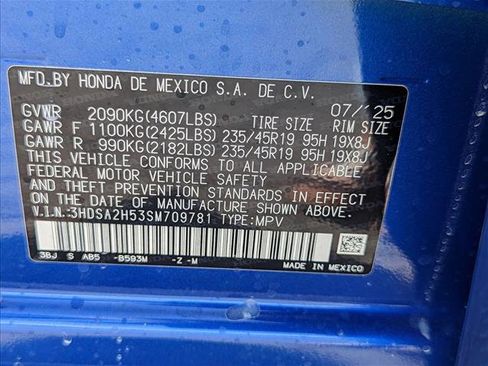 MFD.BY HONDA DE MEXICO S.A. DE C.V.
07/'25
GVWR 2090KG(4607LBS) TIRE SIZE RIM SIZE
GAWR F 1100KG(2425LBS) 235/45R19 95H 19X8J
GAWR R 990KG(2182LBS) 235/45R19 95H 19X8J
THIS VEHICLE CONFORMS TO ALL APPLICABLE
FEDERAL MOTOR VEHICLE SAFETY
AND THEFT PREVENTION STANDARDS
IN EFFECT ON THE DATE OF MANUFACTURE SHOWN ABOVE.
V.I.N.:3HDSA2H53SM709781 TYPE:MPV
3BJ S AB5 -B593M -Z -M
MADE IN MEXICO